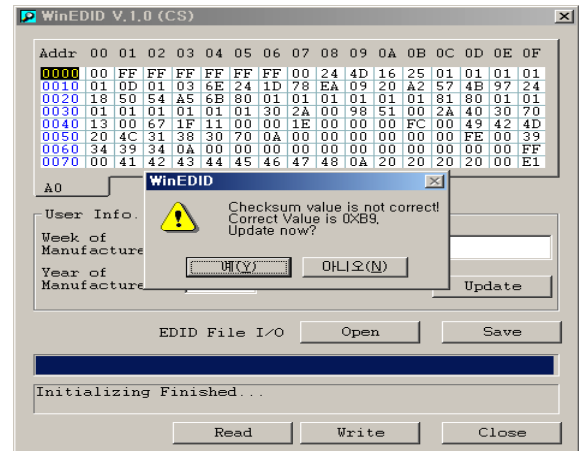 WinEDID V.1.0 (CS)
Addr 00 01 02 03 04 05 06 07 08 09 0A 0B 0C 0D 0E 0F
0000 00 FF FF FF FF FF FF 00 24 4D 16 25 01 01 01 01
0010 01 0D 01 03 6E 24 1D 78 EA 09 20 A2 57 4B 97 24
0020 18 50 54 A5 6B 80 01 01 01 01 01 01 81 80 01 01
0030 01 01 01 01 01 01 30 2A 00 98 51 00 2A 40 30 70
0040 13 00 67 1F 11 00 00 1E 00 00 00 FC 00 49 42 4D
0050 20 4C 31 38 30 70 0A 00 00 00 00 00 00 FE 00 39
0060 34 39 34 0A 00 00 00 00 00 00 00 00 00 00 00 FF
0070 00 41 42 43 44 45 46 47 48 0A 20 20 20 20 00 E1
A0
WinEDID
Checksum value is not correct!
Correct Value is 0XB9,
Update now?
예(Y) 아니오(N)
User Info.
Week of
Manufacture
Year of
Manufacture
Update
EDID File I/O Open Save
Initializing Finished...
Read Write Close